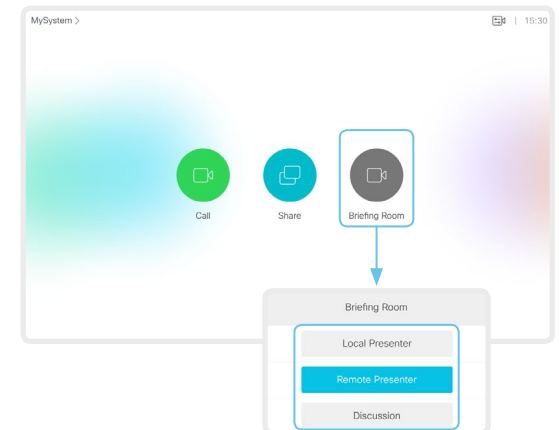 MySystem >
15:30
Call
Share
Briefing Room
Briefing Room
Local Presenter
Remote Presenter
Discussion